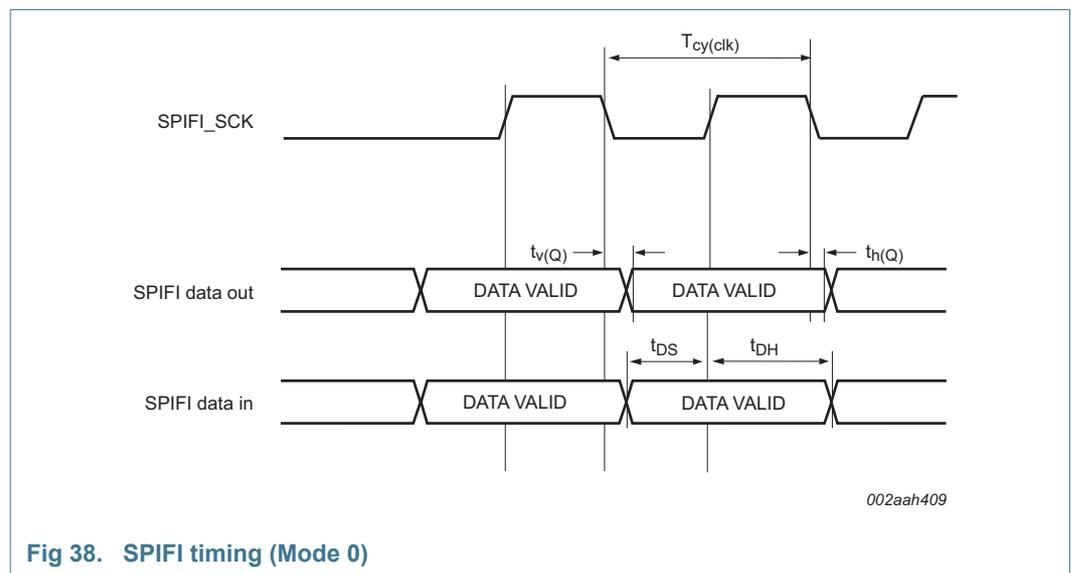 Tcy(clk)
SPIFI_SCK
tv(Q)
th(Q)
SPIFI data out
DATA VALID
DATA VALID
tDS
tDH
SPIFI data in
DATA VALID
DATA VALID
002aah409
Fig 38. SPIFI timing (Mode 0)